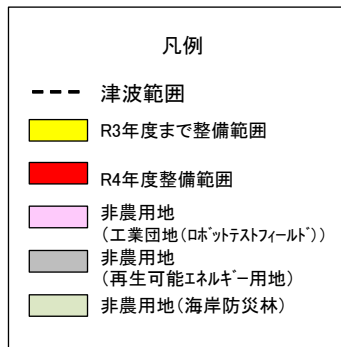 凡例
津波範囲
R3年度まで整備範囲
R4年度整備範囲
非農用地
(工業団地(ﾛﾎﾞｯﾄﾃｽﾄﾌｨｰﾙﾄﾞ))
非農用地
(再生可能ｴﾈﾙｷﾞｰ用地)
非農用地(海岸防災林)